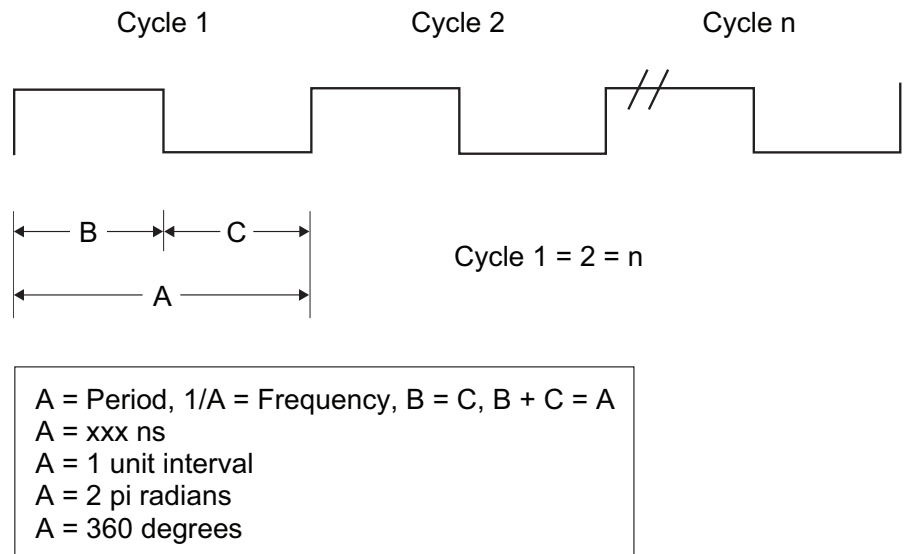 Cycle 1 Cycle 2 Cycle n
B C
Cycle 1 = 2 = n
A
A = Period, 1/A = Frequency, B = C, B + C = A
A = xxx ns
A = 1 unit interval
A = 2 pi radians
A = 360 degrees